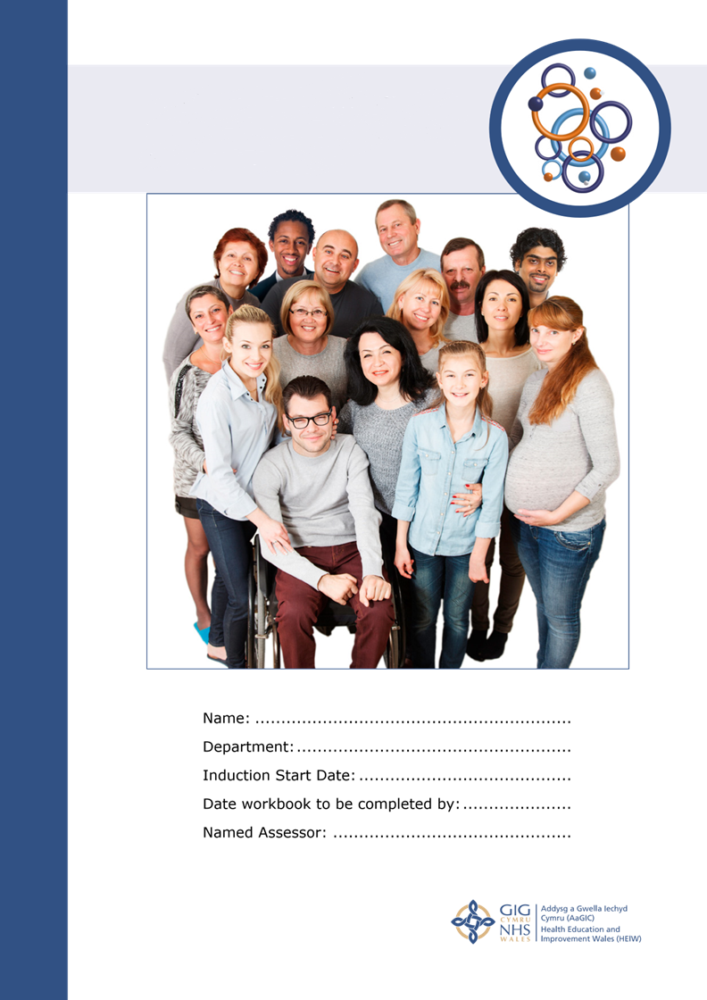 Name: .............................................................
Department: .....................................................
Induction Start Date: .........................................
Date workbook to be completed by: .....................
Named Assessor: ..............................................
GIG
CYMRU
NHS
WALES
Addysg a Gwella Iechyd
Cymru (AaGIC)
Health Education and
Improvement Wales (HEIW)